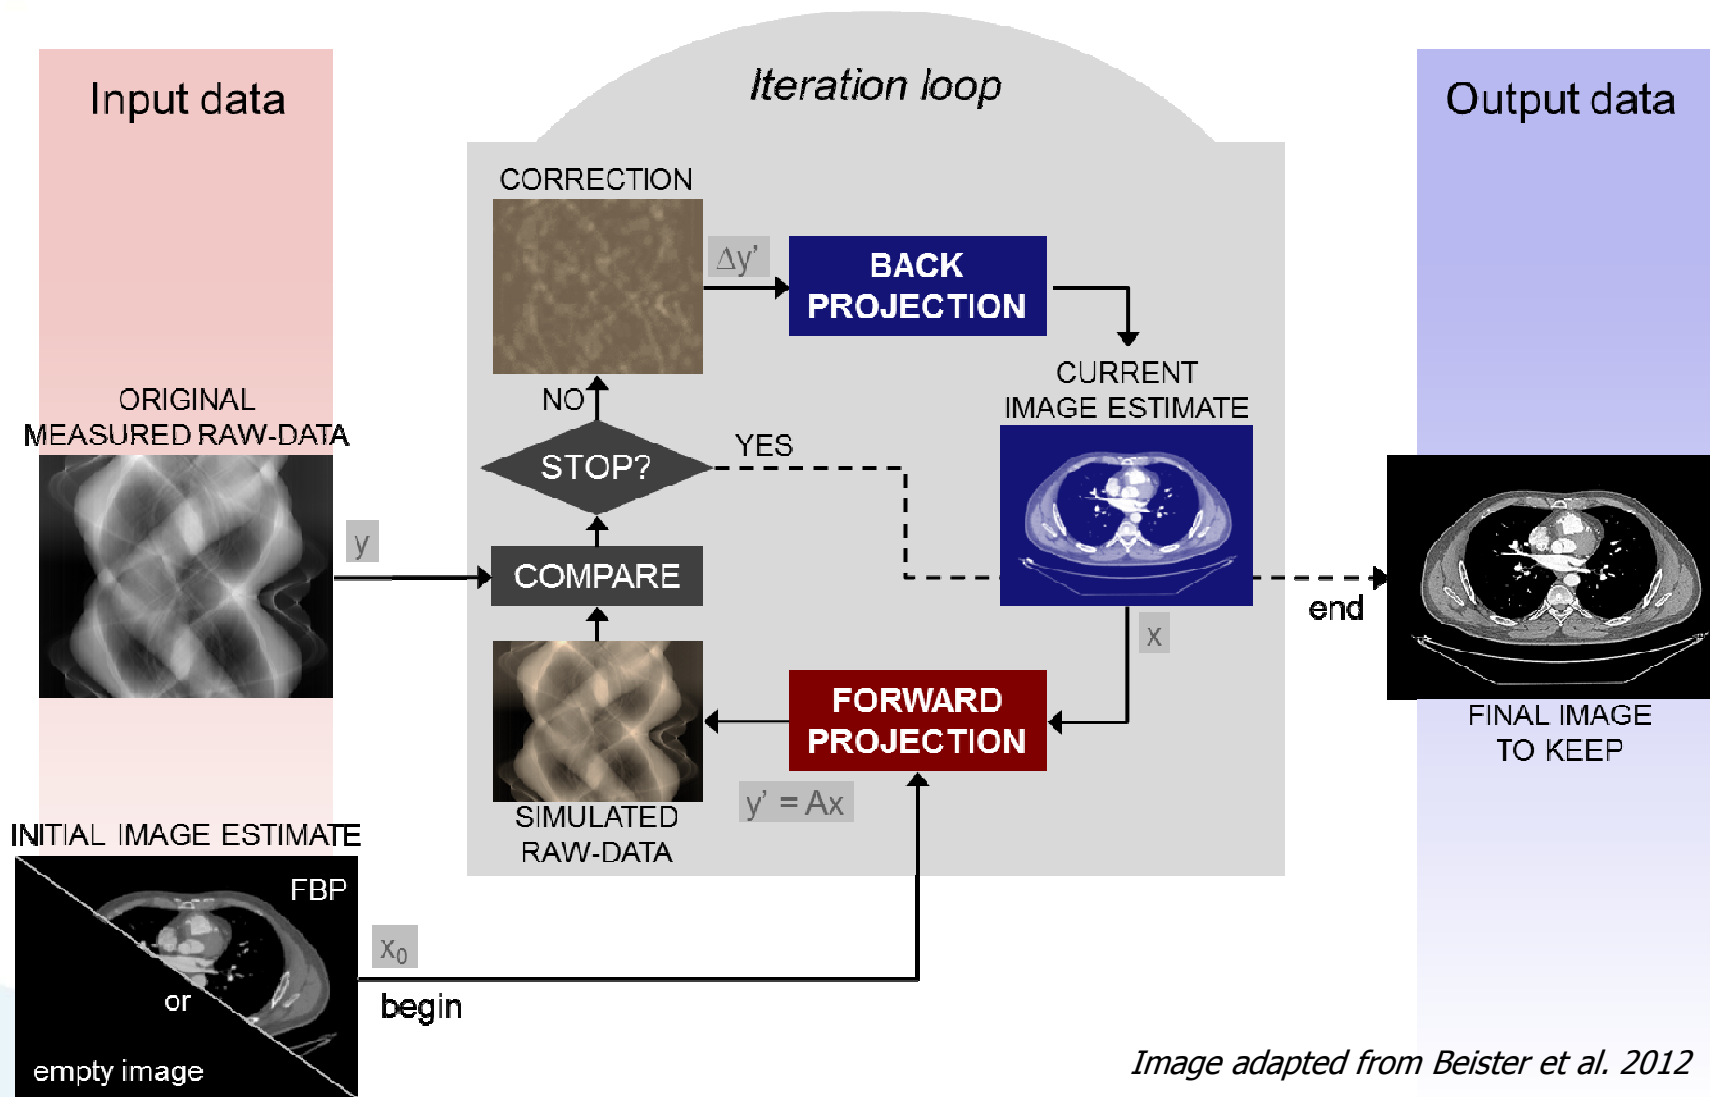 Input data
Iteration loop
Output data
CORRECTION
Δy'
BACK
PROJECTION
NO
CURRENT
IMAGE ESTIMATE
ORIGINAL
MEASURED RAW-DATA
STOP?
YES
y
COMPARE
end
x
FORWARD
PROJECTION
FINAL IMAGE
TO KEEP
y' = Ax
SIMULATED
RAW-DATA
INITIAL IMAGE ESTIMATE
FBP
or
empty image
x₀
begin
Image adapted from Beister et al. 2012